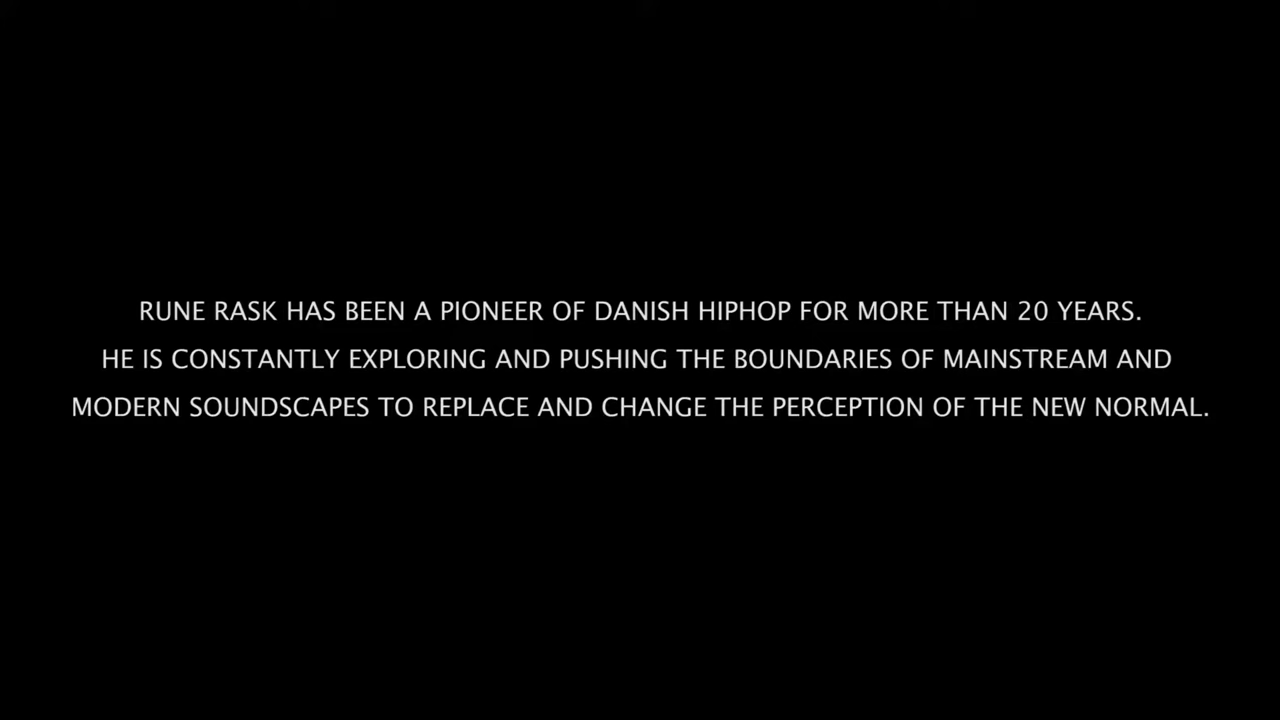 RUNE RASK HAS BEEN A PIONEER OF DANISH HIPHOP FOR MORE THAN 20 YEARS.
HE IS CONSTANTLY EXPLORING AND PUSHING THE BOUNDARIES OF MAINSTREAM AND
MODERN SOUNDSCAPES TO REPLACE AND CHANGE THE PERCEPTION OF THE NEW NORMAL.